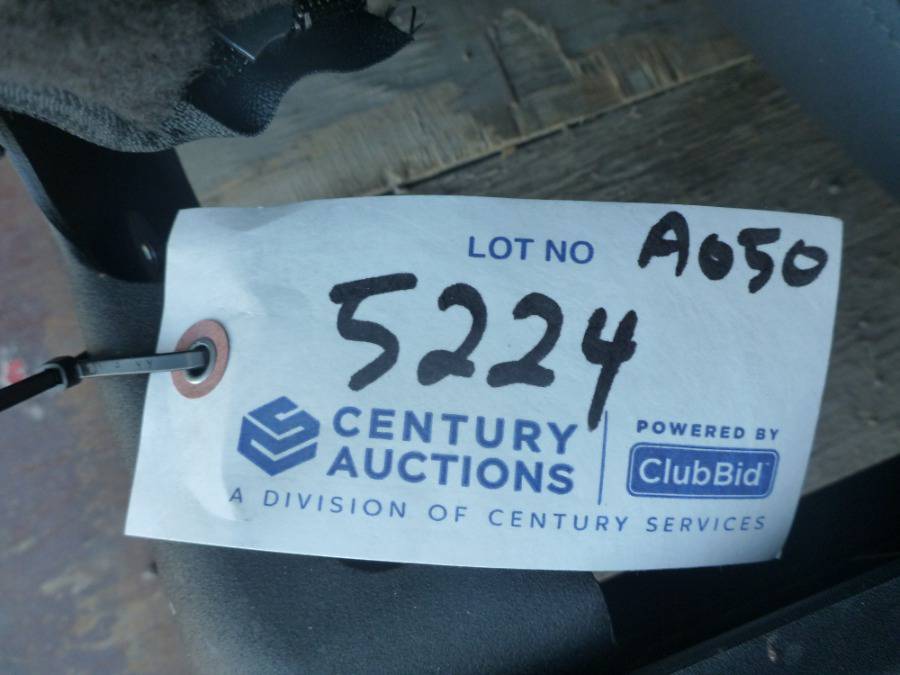 LOT NO A050
5224
CENTURY AUCTIONS
POWERED BY
ClubBid
A DIVISION OF CENTURY SERVICES